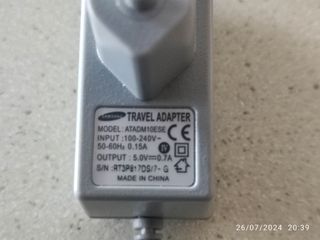 SAMSUNG TRAVEL ADAPTER
MODEL: ATADM10ESE
INPUT :100-240V~
50-60Hz 0.15A
OUTPUT : 5.0V⎓0.7A
S/N :
MADE IN CHINA
26/07/2024 20:39